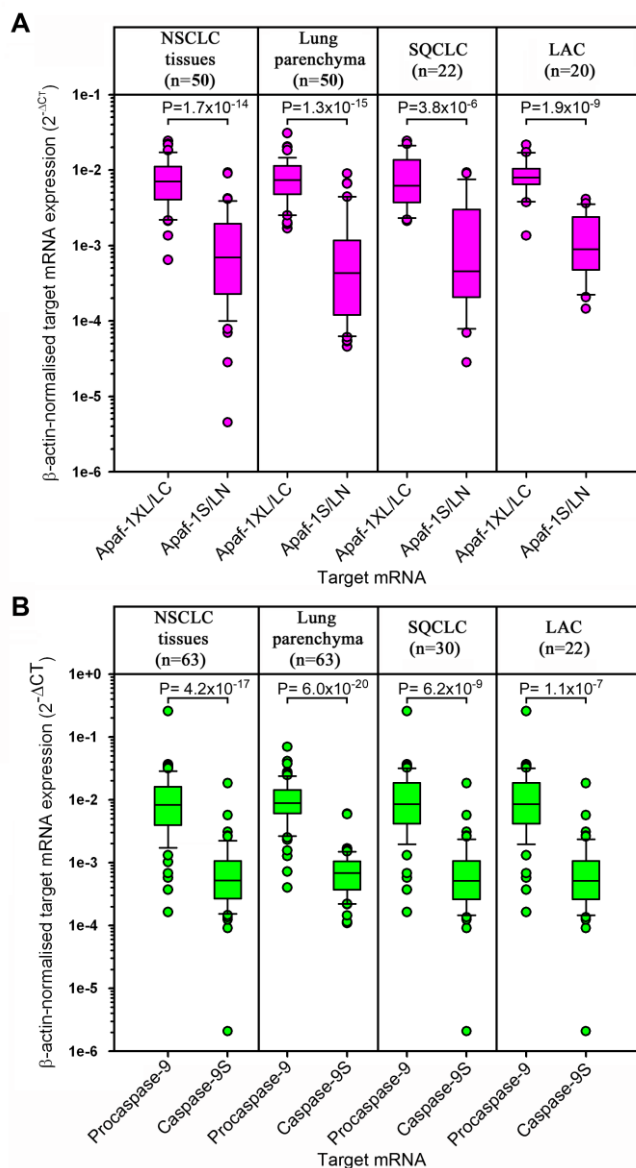 A
NSCLC tissues (n=50)
Lung parenchyma (n=50)
SQCLC (n=22)
LAC (n=20)
β-actin-normalised target mRNA expression (2^-ΔCT)
1e-1
1e-2
1e-3
1e-4
1e-5
1e-6
P=1.7x10^-14
P=1.3x10^-15
P=3.8x10^-6
P=1.9x10^-9
Apaf-1XL/LC
Apaf-1S/LN
Apaf-1XL/LC
Apaf-1S/LN
Apaf-1XL/LC
Apaf-1S/LN
Apaf-1XL/LC
Apaf-1S/LN
Target mRNA
B
NSCLC tissues (n=63)
Lung parenchyma (n=63)
SQCLC (n=30)
LAC (n=22)
β-actin-normalised target mRNA expression (2^-ΔCT)
1e+0
1e-1
1e-2
1e-3
1e-4
1e-5
1e-6
P= 4.2x10^-17
P= 6.0x10^-20
P= 6.2x10^-9
P= 1.1x10^-7
Procaspase-9
Caspase-9S
Procaspase-9
Caspase-9S
Procaspase-9
Caspase-9S
Procaspase-9
Caspase-9S
Target mRNA